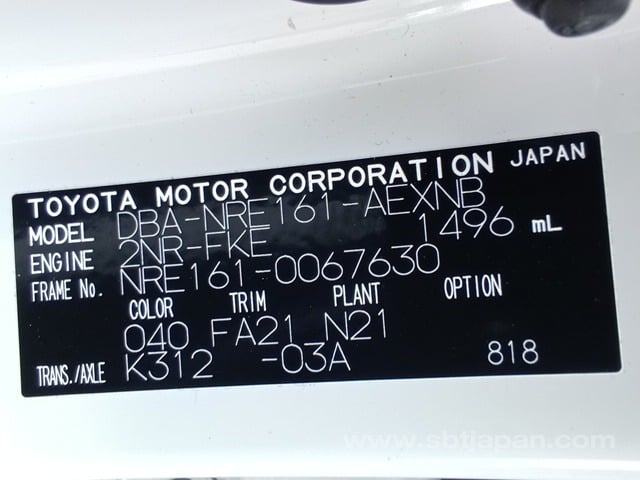 TOYOTA MOTOR CORPORATION JAPAN
MODEL DBA-NRE161-AEXNB
ENGINE 2NR-FKE 1496 mL
FRAME No. NRE161-0067630
COLOR TRIM PLANT OPTION
040 FA21 N21
TRANS./AXLE K312 -03A 818
www.sbtjapan.com